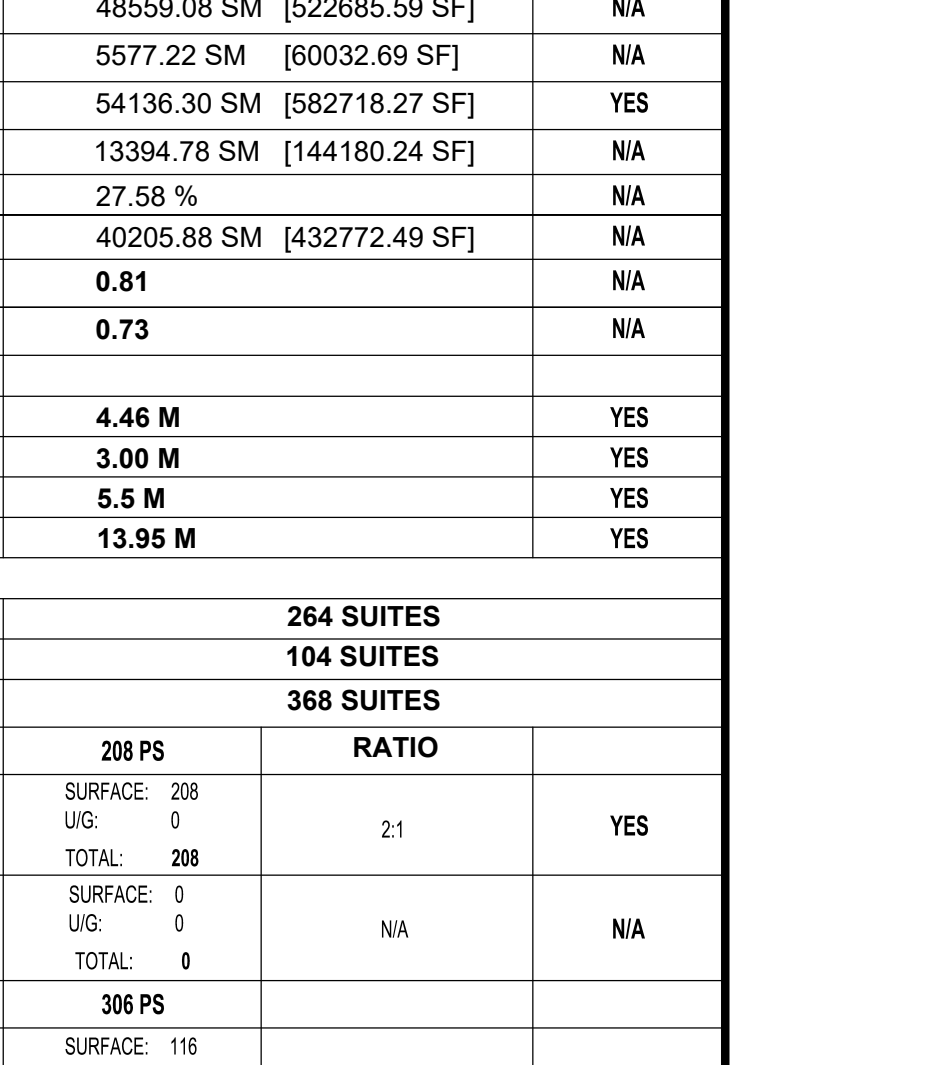 48559.08 SM [522685.59 SF] N/A
5577.22 SM [60032.69 SF] N/A
54136.30 SM [582718.27 SF] YES
13394.78 SM [144180.24 SF] N/A
27.58 % N/A
40205.88 SM [432772.49 SF] N/A
0.81 N/A
0.73 N/A
4.46 M YES
3.00 M YES
5.5 M YES
13.95 M YES
264 SUITES
104 SUITES
368 SUITES
208 PS RATIO
SURFACE: 208
U/G: 0
2:1 YES
TOTAL: 208
SURFACE: 0
U/G: 0
N/A N/A
TOTAL: 0
306 PS
SURFACE: 116